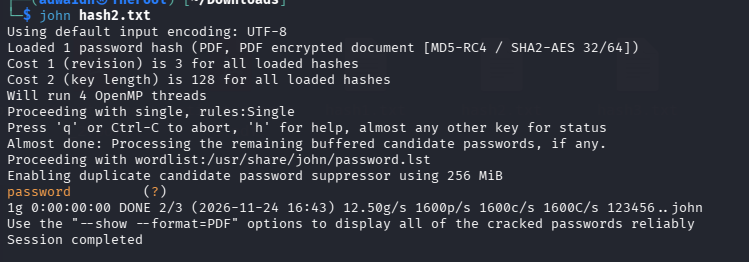 (aduaidn㉿TheRoot) [~/Downloads]
└─$ john hash2.txt
Using default input encoding: UTF-8
Loaded 1 password hash (PDF, PDF encrypted document [MD5-RC4 / SHA2-AES 32/64])
Cost 1 (revision) is 3 for all loaded hashes
Cost 2 (key length) is 128 for all loaded hashes
Will run 4 OpenMP threads
Proceeding with single, rules:Single
Press 'q' or Ctrl-C to abort, 'h' for help, almost any other key for status
Almost done: Processing the remaining buffered candidate passwords, if any.
Proceeding with wordlist:/usr/share/john/password.lst
Enabling duplicate candidate password suppressor using 256 MiB
password (?)
1g 0:00:00:00 DONE 2/3 (2026-11-24 16:43) 12.50g/s 1600p/s 1600c/s 1600C/s 123456..john
Use the "--show --format=PDF" options to display all of the cracked passwords reliably
Session completed